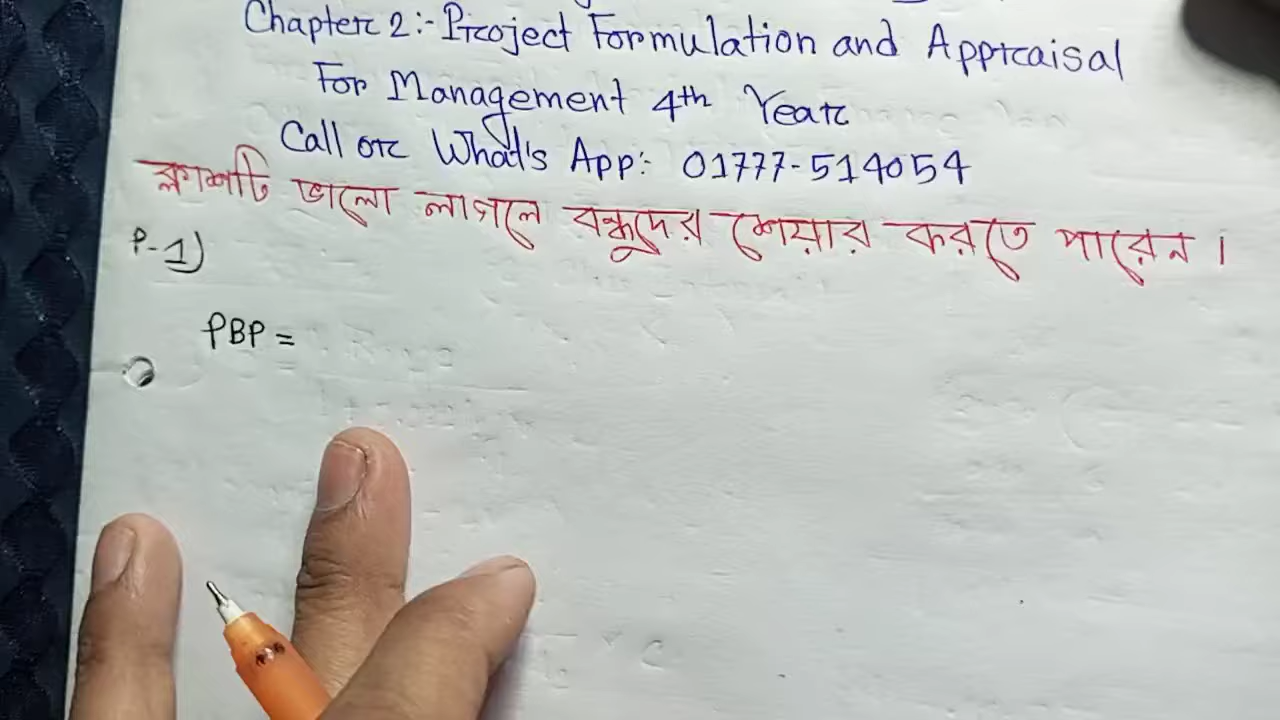 Chapter 2:- Project Formulation and Appraisal
For Management 4th Year
Call or What's App:- 01777-514054
ক্লাশটি ভালো লাগলে বন্ধুদের শেয়ার করতে পারেন।
P-1)
PBP =